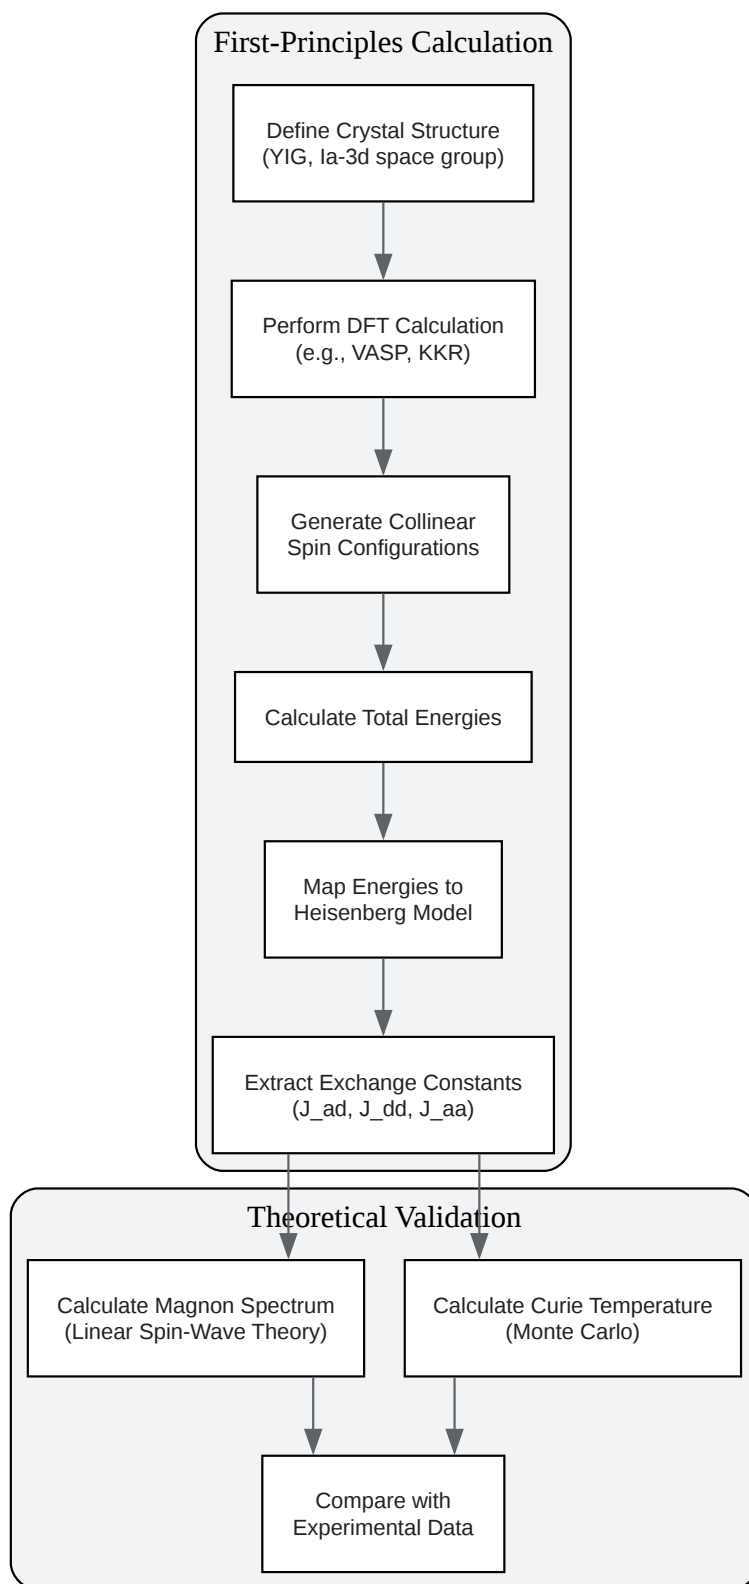 First-Principles Calculation
Define Crystal Structure
(YIG, Ia-3d space group)
Perform DFT Calculation
(e.g., VASP, KKR)
Generate Collinear
Spin Configurations
Calculate Total Energies
Map Energies to
Heisenberg Model
Extract Exchange Constants
(J_ad, J_dd, J_aa)
Theoretical Validation
Calculate Magnon Spectrum
(Linear Spin-Wave Theory)
Calculate Curie Temperature
(Monte Carlo)
Compare with
Experimental Data